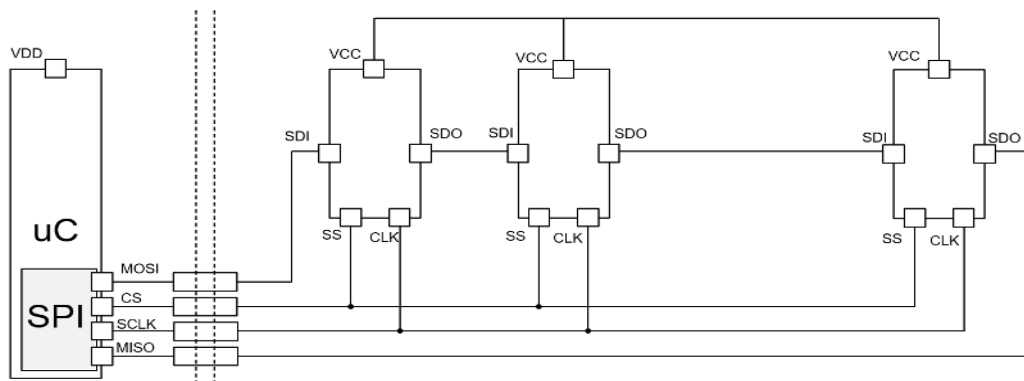 VDD
VCC
VCC
VCC
SDI
SDO
SDI
SDO
SDI
SDO
uC
SS
CLK
SS
CLK
SS
CLK
SPI
MOSI
CS
SCLK
MISO